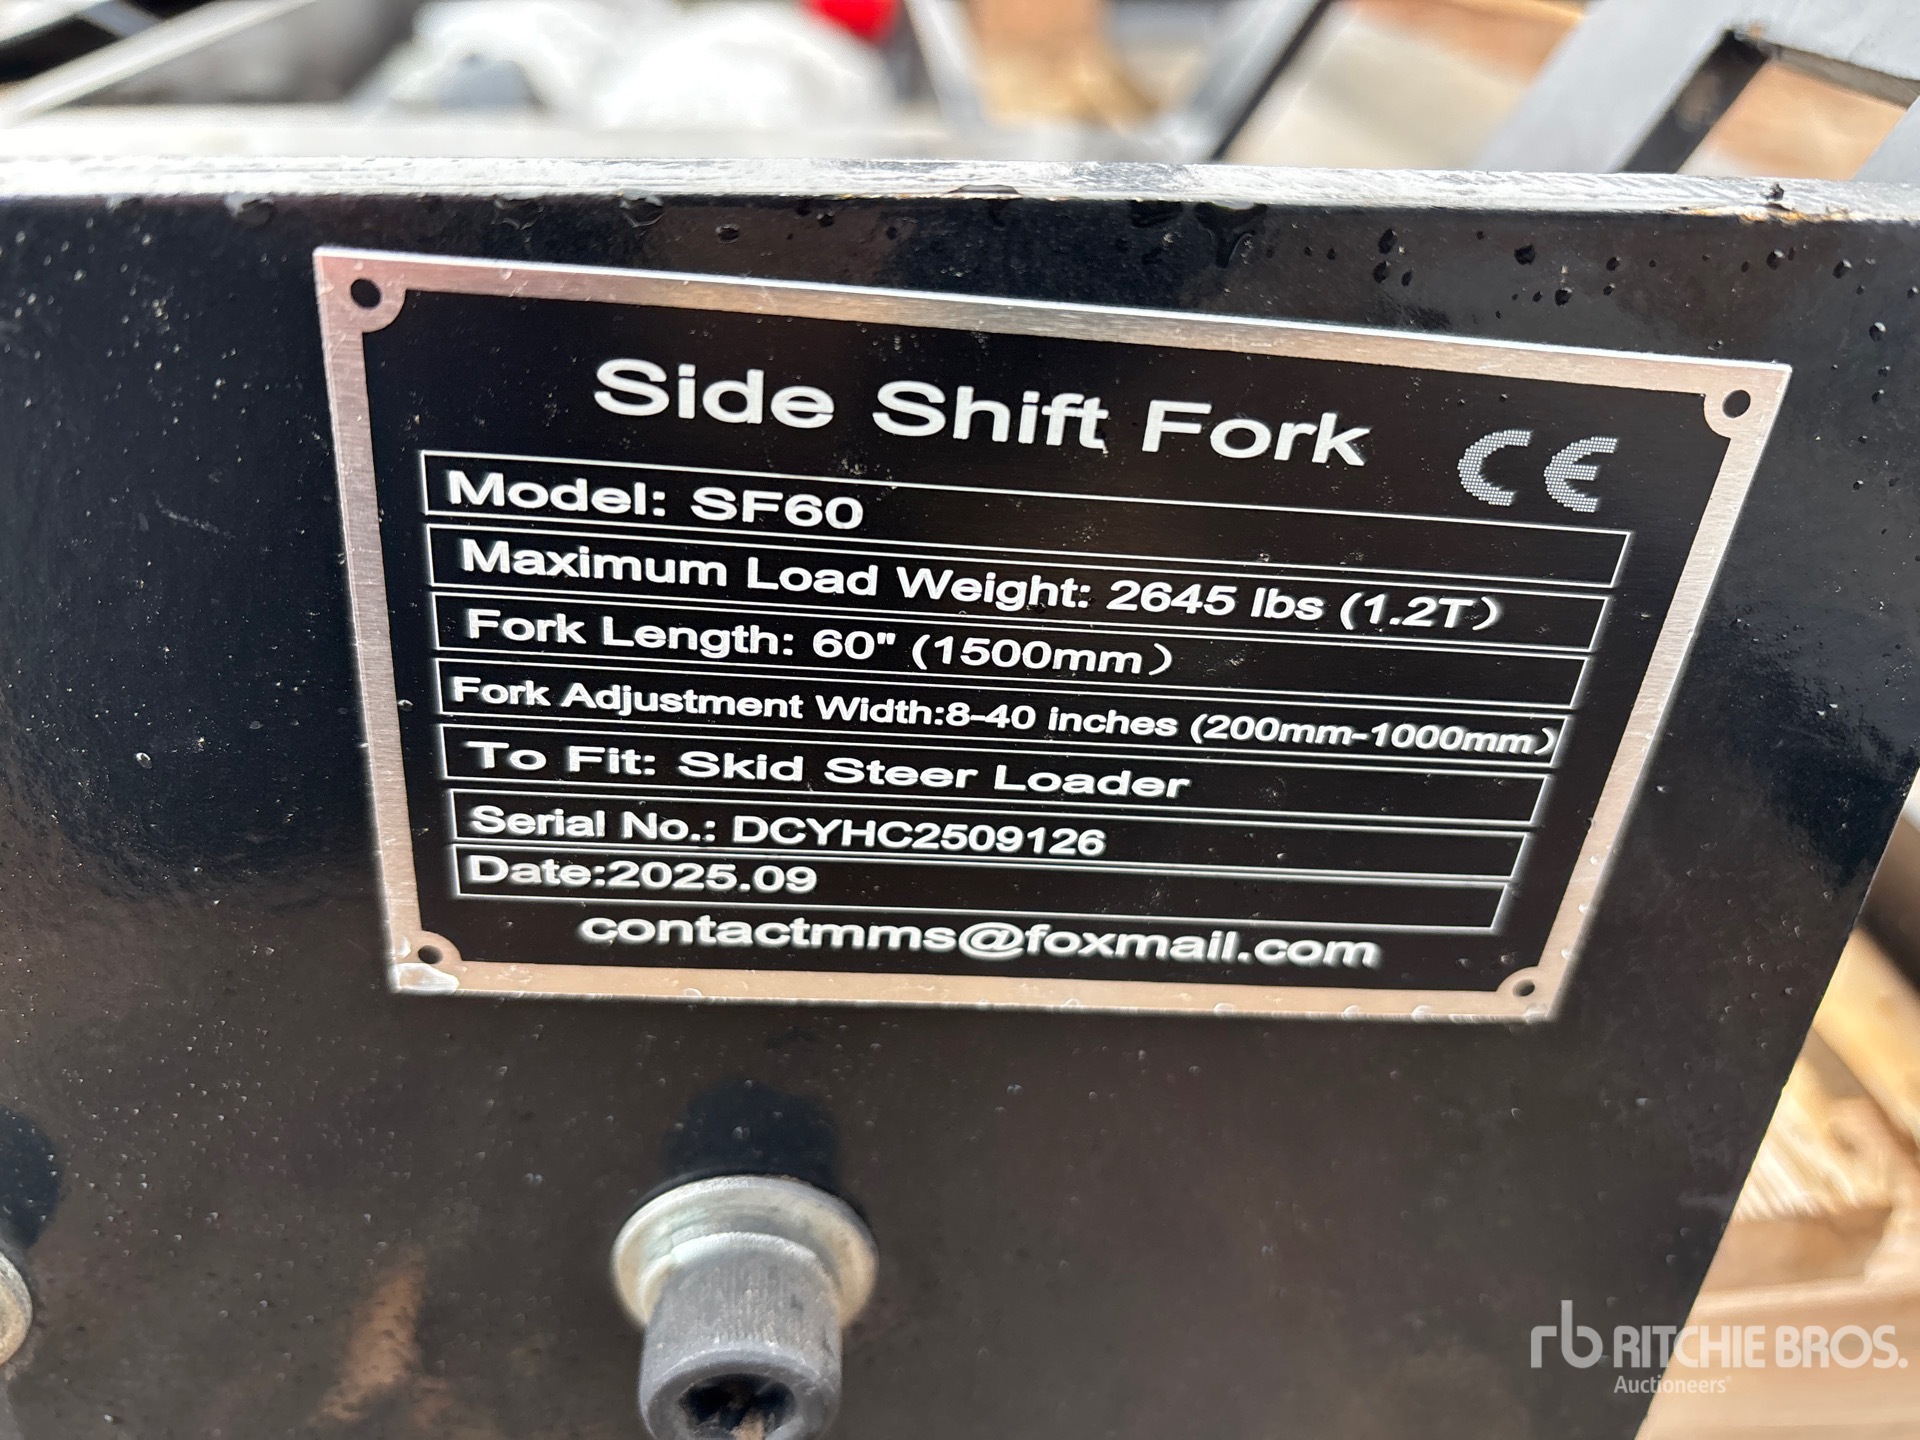 Side Shift Fork
CE
Model: SF60
Maximum Load Weight: 2645 lbs (1.2T）
Fork Length: 60" (1500mm）
Fork Adjustment Width:8-40 inches (200mm-1000mm）
To Fit: Skid Steer Loader
Serial No.: DCYHC2509126
Date:2025.09
contactmms@foxmail.com
rb RITCHIE BROS.
Auctioneers